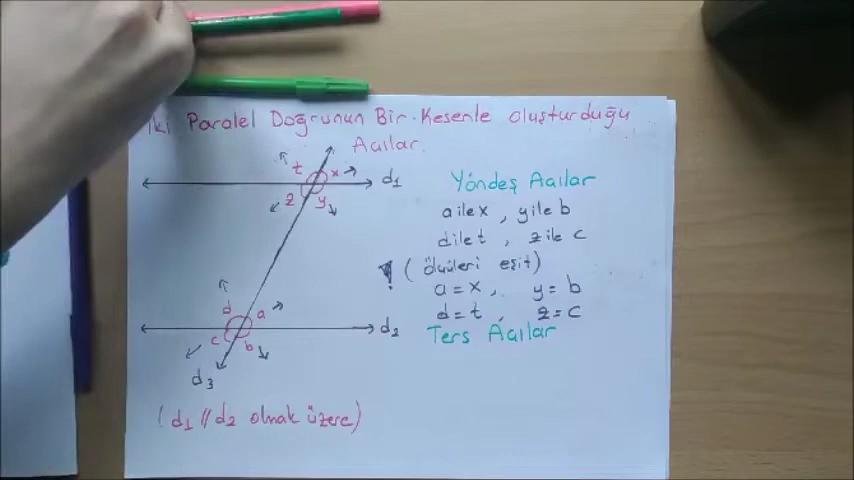 İki Paralel Doğrunun Bir Kesenle Oluşturduğu
Açılar
t x
d1
z y
Yöndeş Açılar
a ile x, y ile b
d ile t, z ile c
! (ölçüleri eşit)
a = x, y = b
d = t, z = c
Ters Açılar
d a
d2
c b
d3
(d1 // d2 olmak üzere)